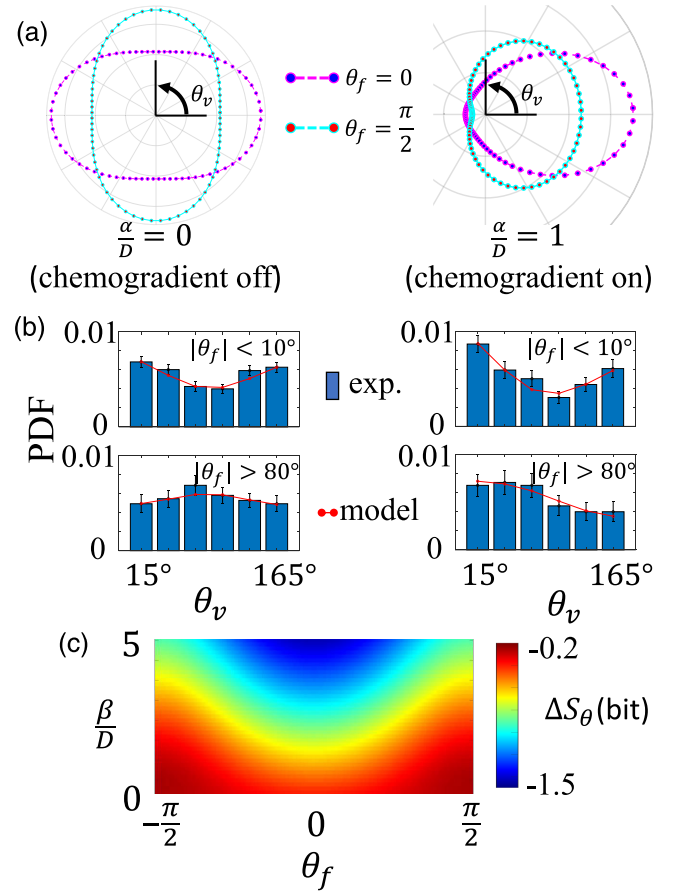 (a)
θ_v
θ_f = 0
θ_f = π/2
θ_v
α/D = 0
(chemogradient off)
α/D = 1
(chemogradient on)
(b)
0.01
|θ_f| < 10°
0
exp.
0.01
|θ_f| < 10°
0
PDF
0.01
|θ_f| > 80°
0
model
0.01
|θ_f| > 80°
0
15° 165°
θ_v
15° 165°
θ_v
(c)
5
β/D
0
-π/2 0 π/2
θ_f
-0.2
ΔS_θ(bit)
-1.5